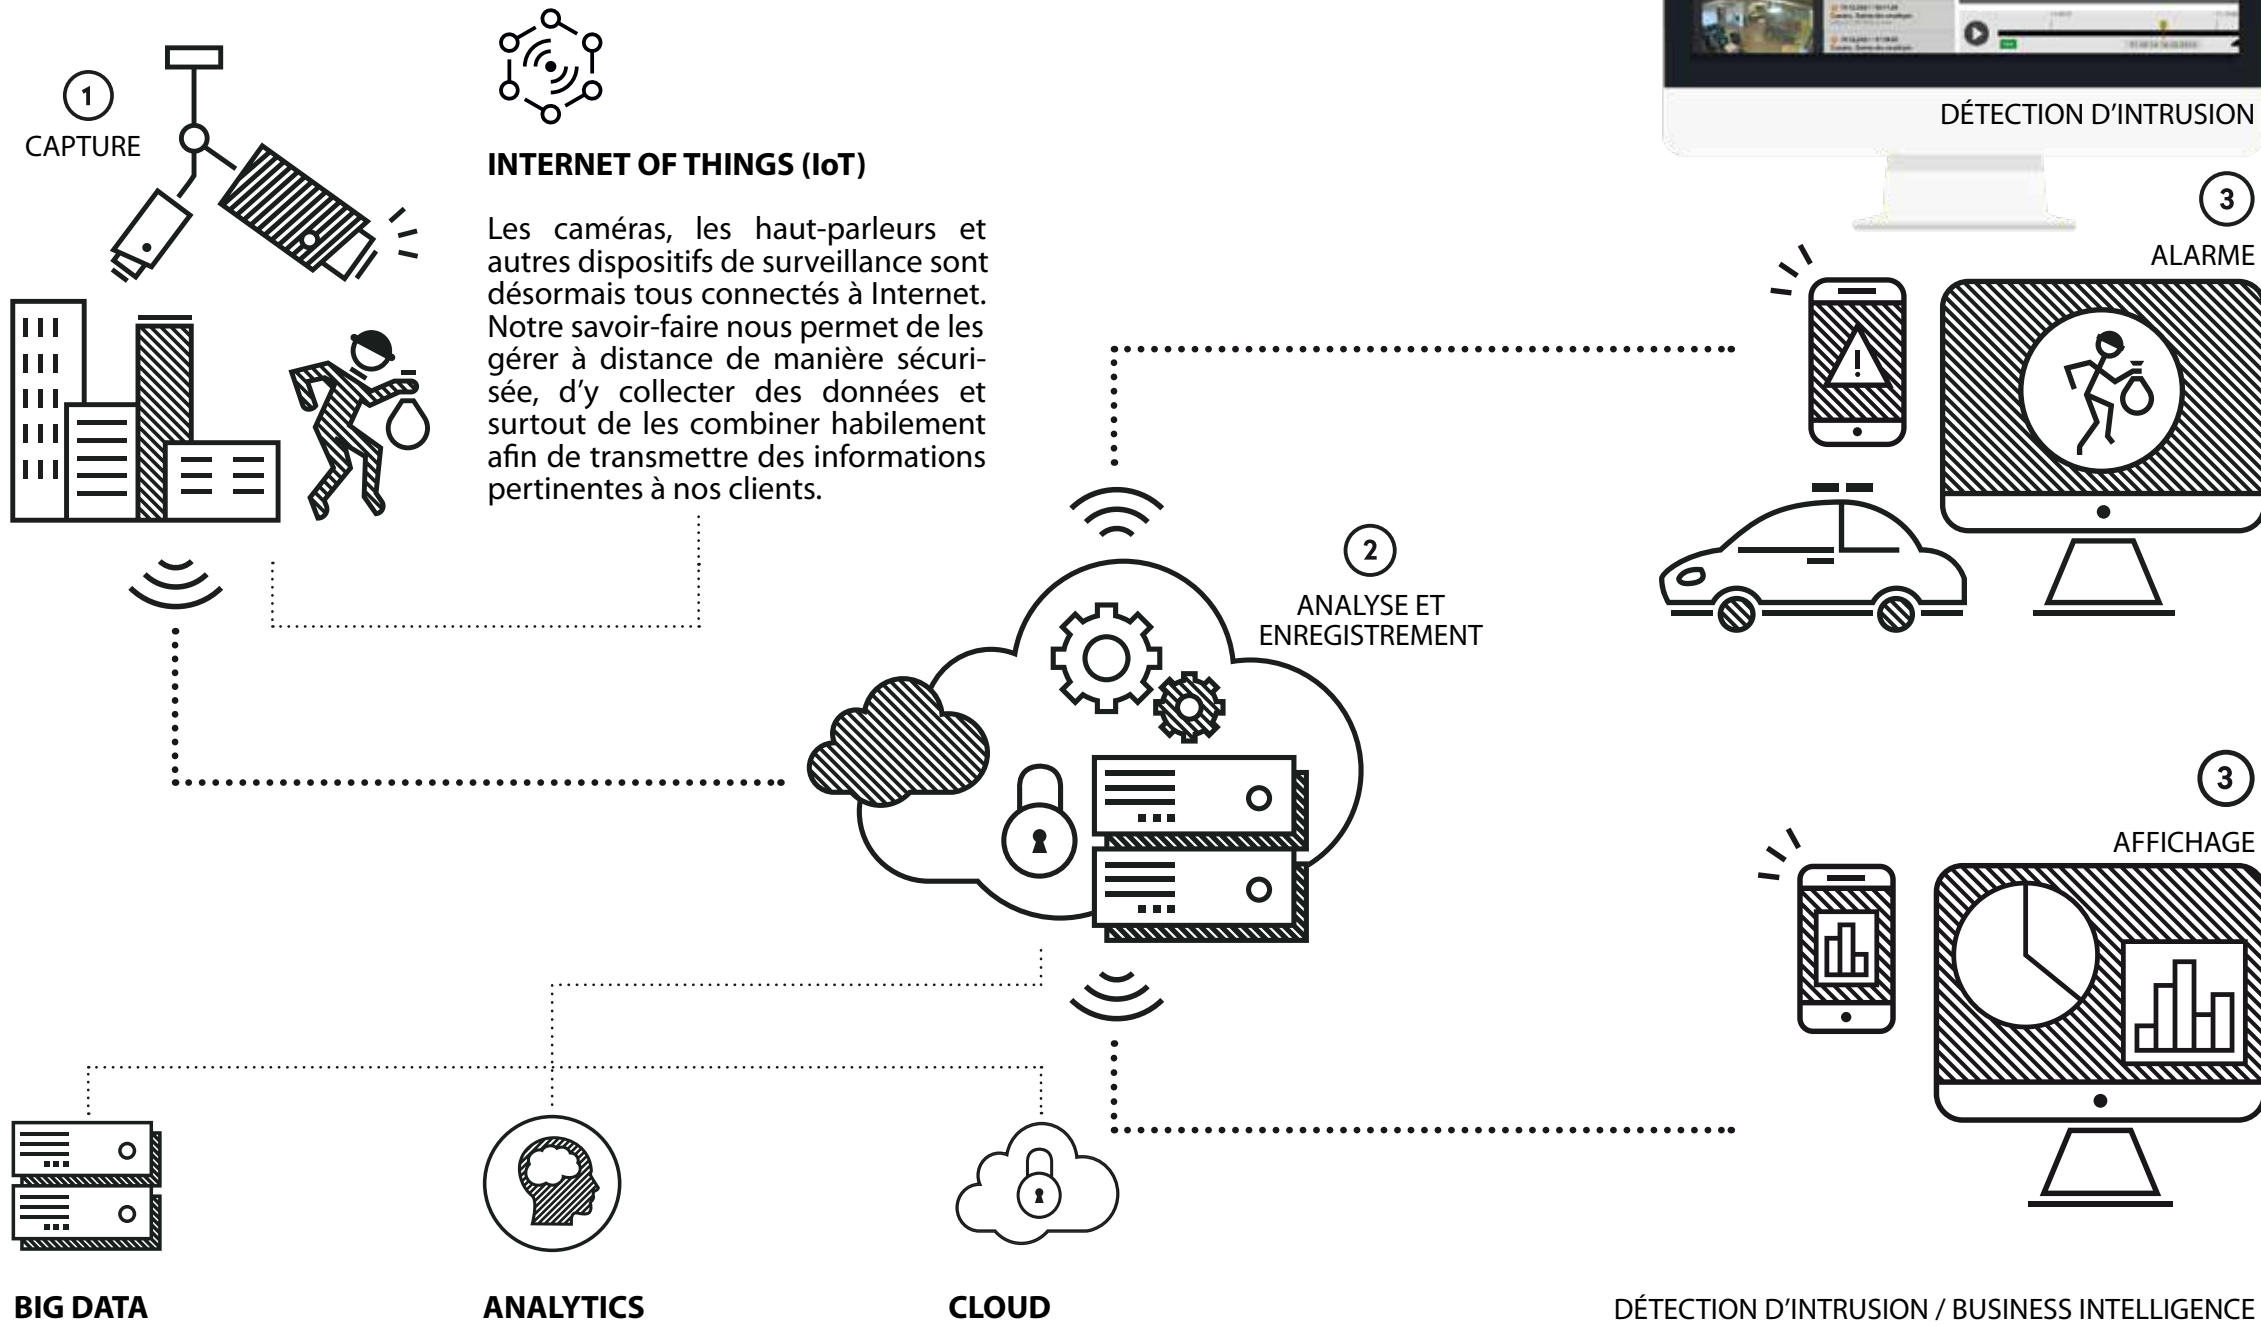 1
CAPTURE
INTERNET OF THINGS (IoT)
Les caméras, les haut-parleurs et
autres dispositifs de surveillance sont
désormais tous connectés à Internet.
Notre savoir-faire nous permet de les
gérer à distance de manière sécuri-
sée, d'y collecter des données et
surtout de les combiner habilement
afin de transmettre des informations
pertinentes à nos clients.
DÉTECTION D'INTRUSION
3
ALARME
!
2
ANALYSE ET
ENREGISTREMENT
3
AFFICHAGE
BIG DATA
ANALYTICS
CLOUD
DÉTECTION D'INTRUSION / BUSINESS INTELLIGENCE